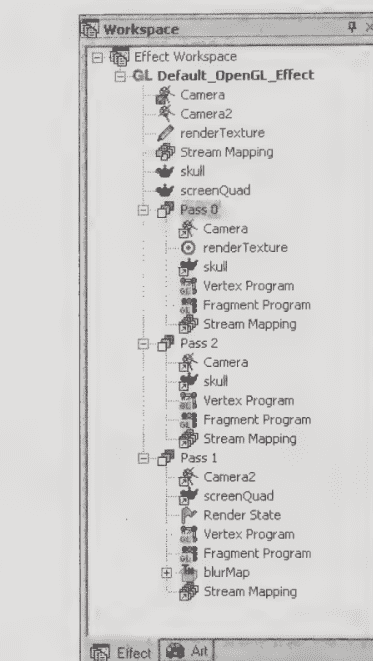 Workspace
Effect Workspace
GL Default_OpenGL_Effect
Camera
Camera2
renderTexture
Stream Mapping
skull
screenQuad
Pass 0
Camera
renderTexture
skull
Vertex Program
Fragment Program
Stream Mapping
Pass 2
Camera
skull
Vertex Program
Fragment Program
Stream Mapping
Pass 1
Camera2
screenQuad
Render State
Vertex Program
Fragment Program
blurMap
Stream Mapping
Effect Art